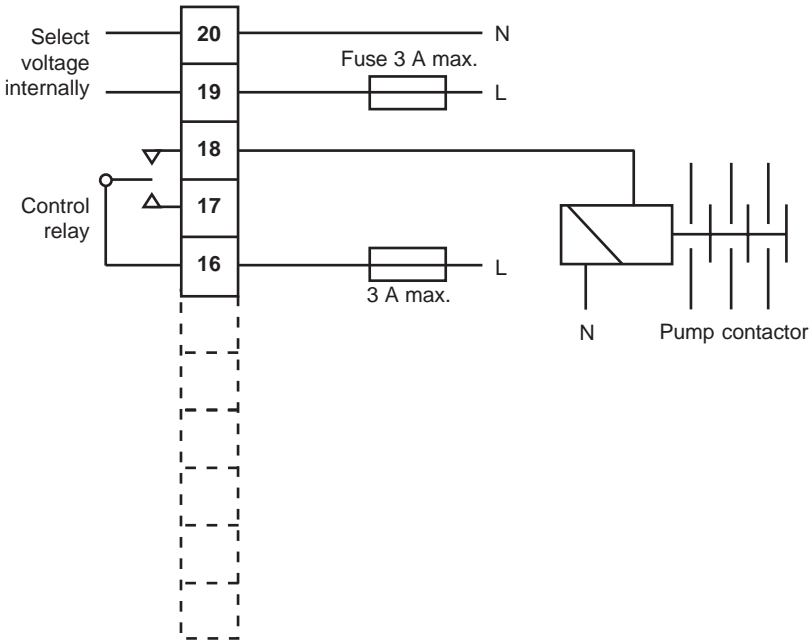 Select
voltage
internally
20
N
Fuse 3 A max.
19
L
18
Control
relay
17
16
L
3 A max.
N
Pump contactor